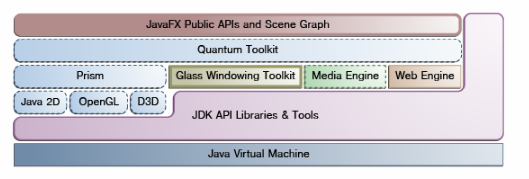 JavaFX Public APIs and Scene Graph
Quantum Toolkit
Prism
Glass Windowing Toolkit
Media Engine
Web Engine
Java 2D
OpenGL
D3D
JDK API Libraries & Tools
Java Virtual Machine